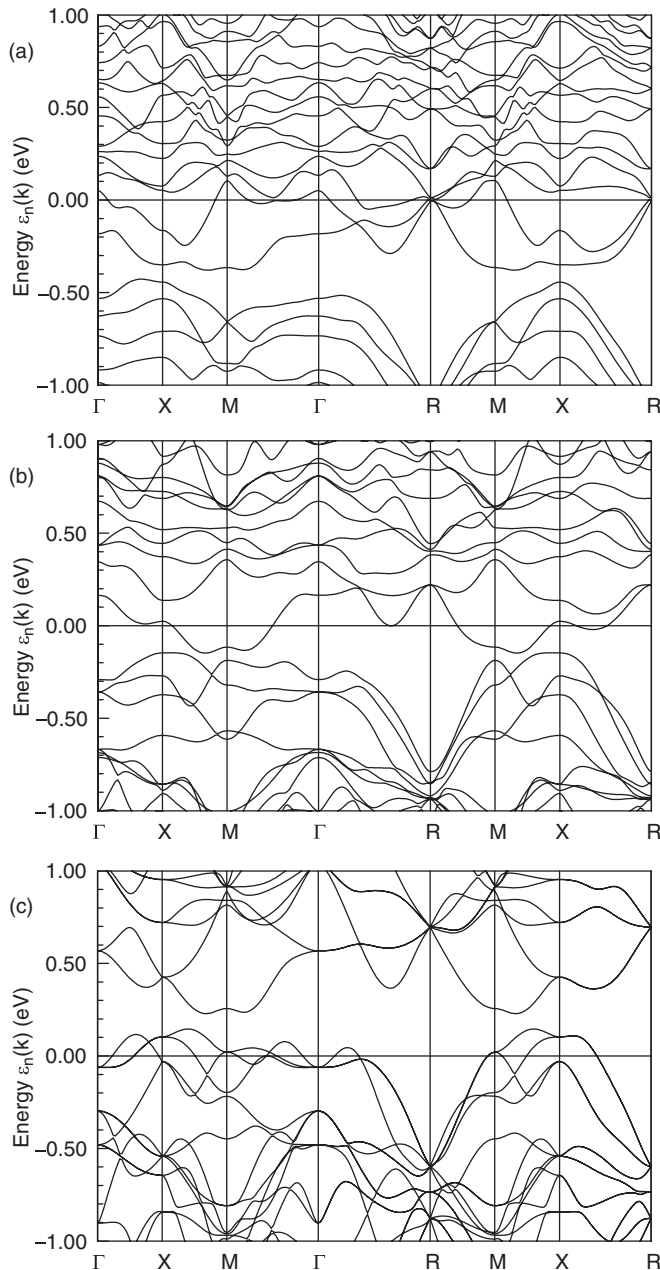 (a)
Energy εn(k) (eV)
1.00
0.50
0.00
−0.50
−1.00
Γ X M Γ R M X R
(b)
Energy εn(k) (eV)
1.00
0.50
0.00
−0.50
−1.00
Γ X M Γ R M X R
(c)
Energy εn(k) (eV)
1.00
0.50
0.00
−0.50
−1.00
Γ X M Γ R M X R